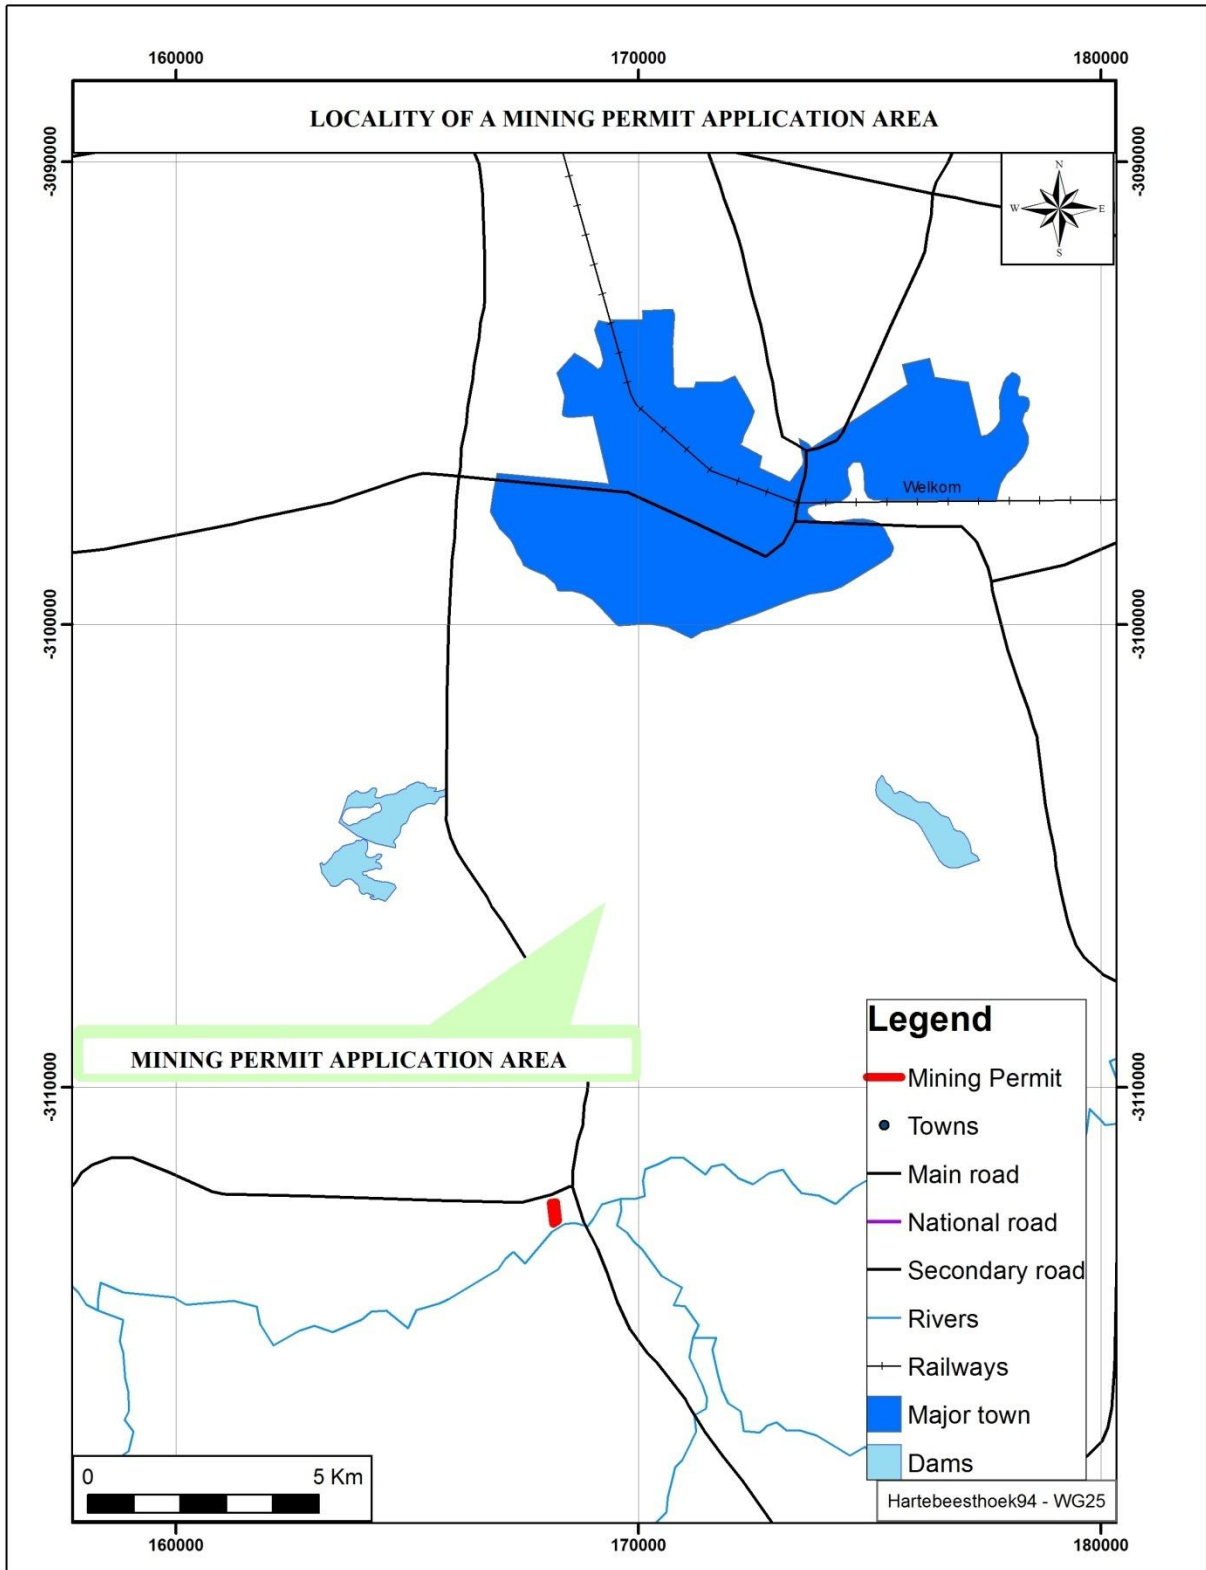 160000
170000
180000
LOCALITY OF A MINING PERMIT APPLICATION AREA
-3090000
-3090000
N
W
E
S
Welkom
-3100000
-3100000
MINING PERMIT APPLICATION AREA
-3110000
-3110000
Legend
Mining Permit
Towns
Main road
National road
Secondary road
Rivers
Railways
Major town
Dams
0
5 Km
Hartebeesthoek94 - WG25
160000
170000
180000